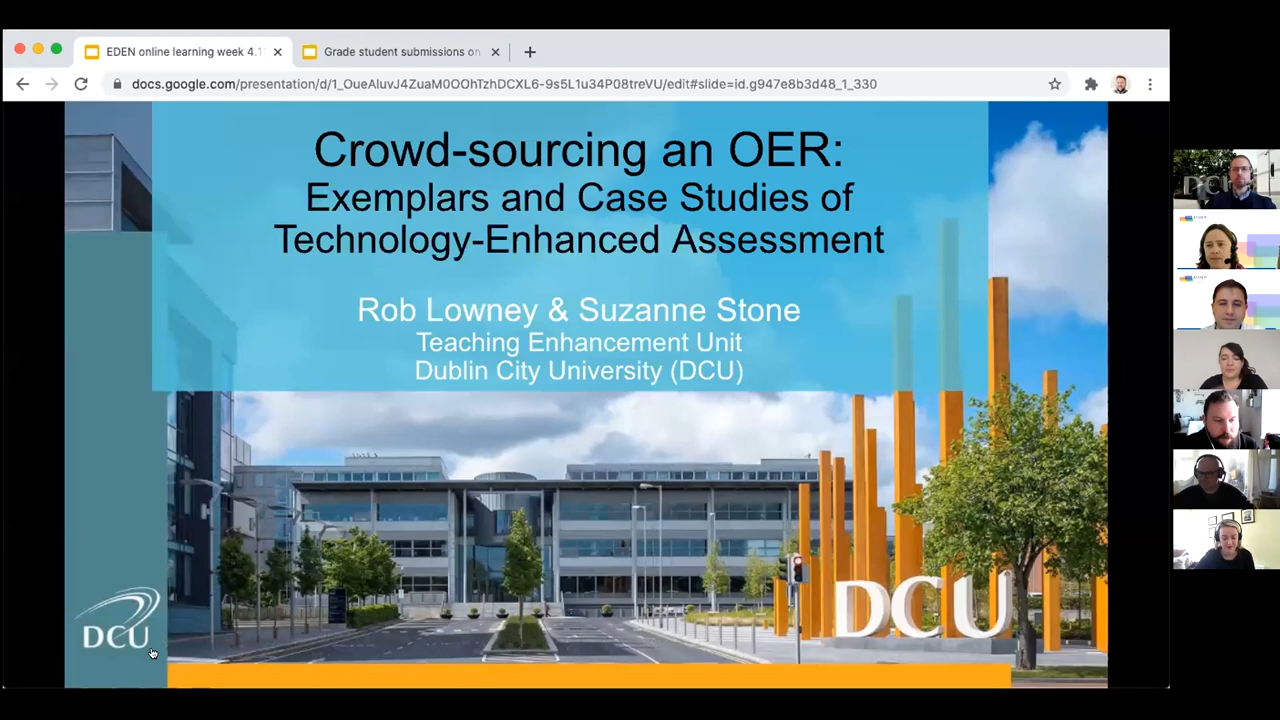 EDEN online learning week 4.1
Grade student submissions on
docs.google.com/presentation/d/1_OueAluvJ4ZuaM0OOhTzhDCXL6-9s5L1u34P08treVU/edit#slide=id.g947e8b3d48_1_330
Crowd-sourcing an OER:
Exemplars and Case Studies of
Technology-Enhanced Assessment
Rob Lowney & Suzanne Stone
Teaching Enhancement Unit
Dublin City University (DCU)
DCU
DCU